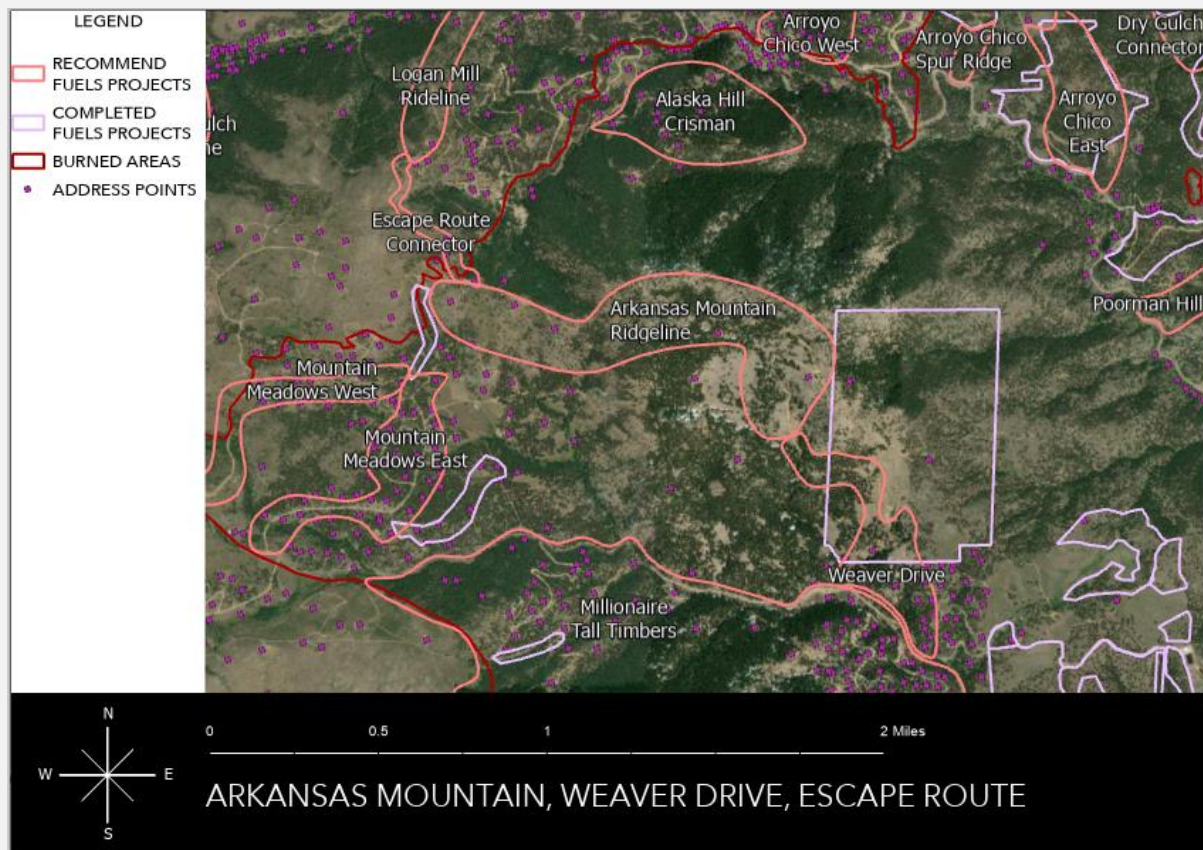 LEGEND
RECOMMEND
FUELS PROJECTS
COMPLETED
FUELS PROJECTS
BURNED AREAS
ADDRESS POINTS
Arroyo
Chico West
Arroyo Chico
Spur Ridge
Dry Gulch
Connector
Logan Mill
Rideline
Alaska Hill
Crisman
Arroyo
Chico
East
ulch
ne
Escape Route
Connector
Arkansas Mountain
Ridgeline
Poorman Hill
Mountain
Meadows West
Mountain
Meadows East
Weaver Drive
Millionaire
Tall Timbers
N
W E
S
0 0.5 1 2 Miles
ARKANSAS MOUNTAIN, WEAVER DRIVE, ESCAPE ROUTE